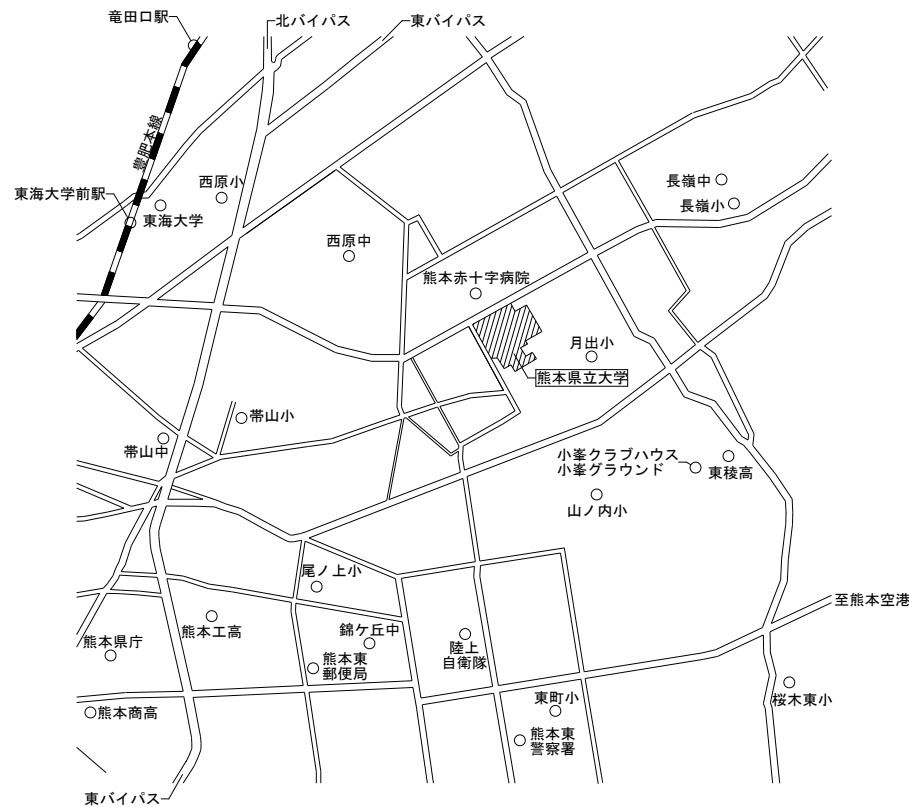 竜田口駅
北バイパス
東バイパス
豊肥本線
西原小
長嶺中
東海大学前駅
東海大学
長嶺小
西原中
熊本赤十字病院
月出小
熊本県立大学
帯山小
帯山中
小峯クラブハウス
小峯グラウンド
東稜高
山ノ内小
尾ノ上小
至熊本空港
熊本工高
錦ケ丘中
熊本県庁
陸上
自衛隊
熊本東
郵便局
東町小
桜木東小
熊本商高
熊本東
警察署
東バイパス